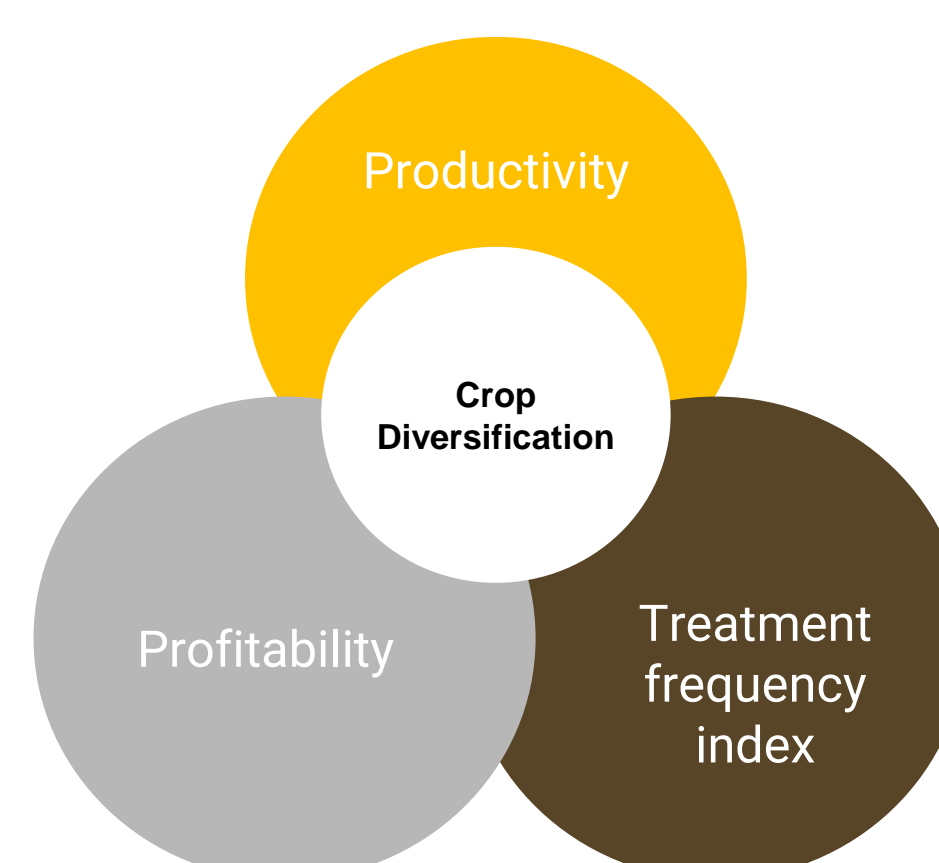 Productivity
Crop
Diversification
Profitability
Treatment
frequency
index